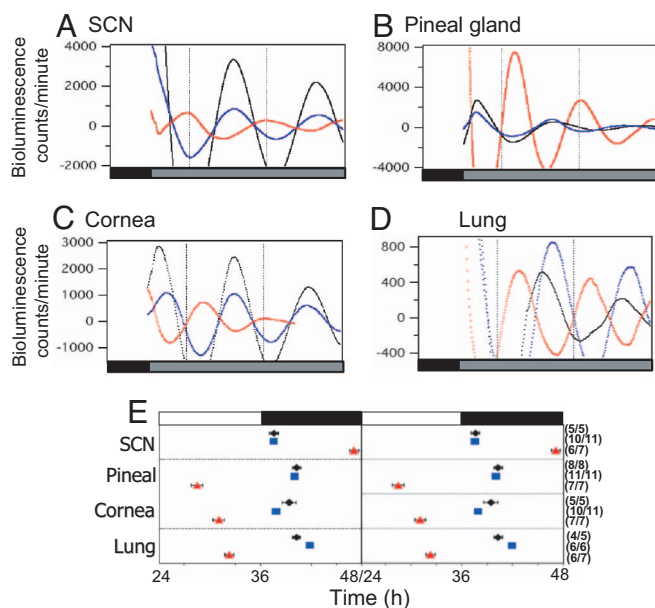 A SCN
B Pineal gland
Bioluminescence
counts/minute
4000
2000
0
-2000
8000
4000
0
-4000
C Cornea
D Lung
Bioluminescence
counts/minute
3000
2000
1000
0
-1000
800
400
0
-400
E
SCN
(5/5)
(10/11)
(6/7)
Pineal
(8/8)
(11/11)
(7/7)
Cornea
(5/5)
(10/11)
(7/7)
Lung
(4/5)
(6/6)
(6/7)
24 36 48/24 36 48
Time (h)